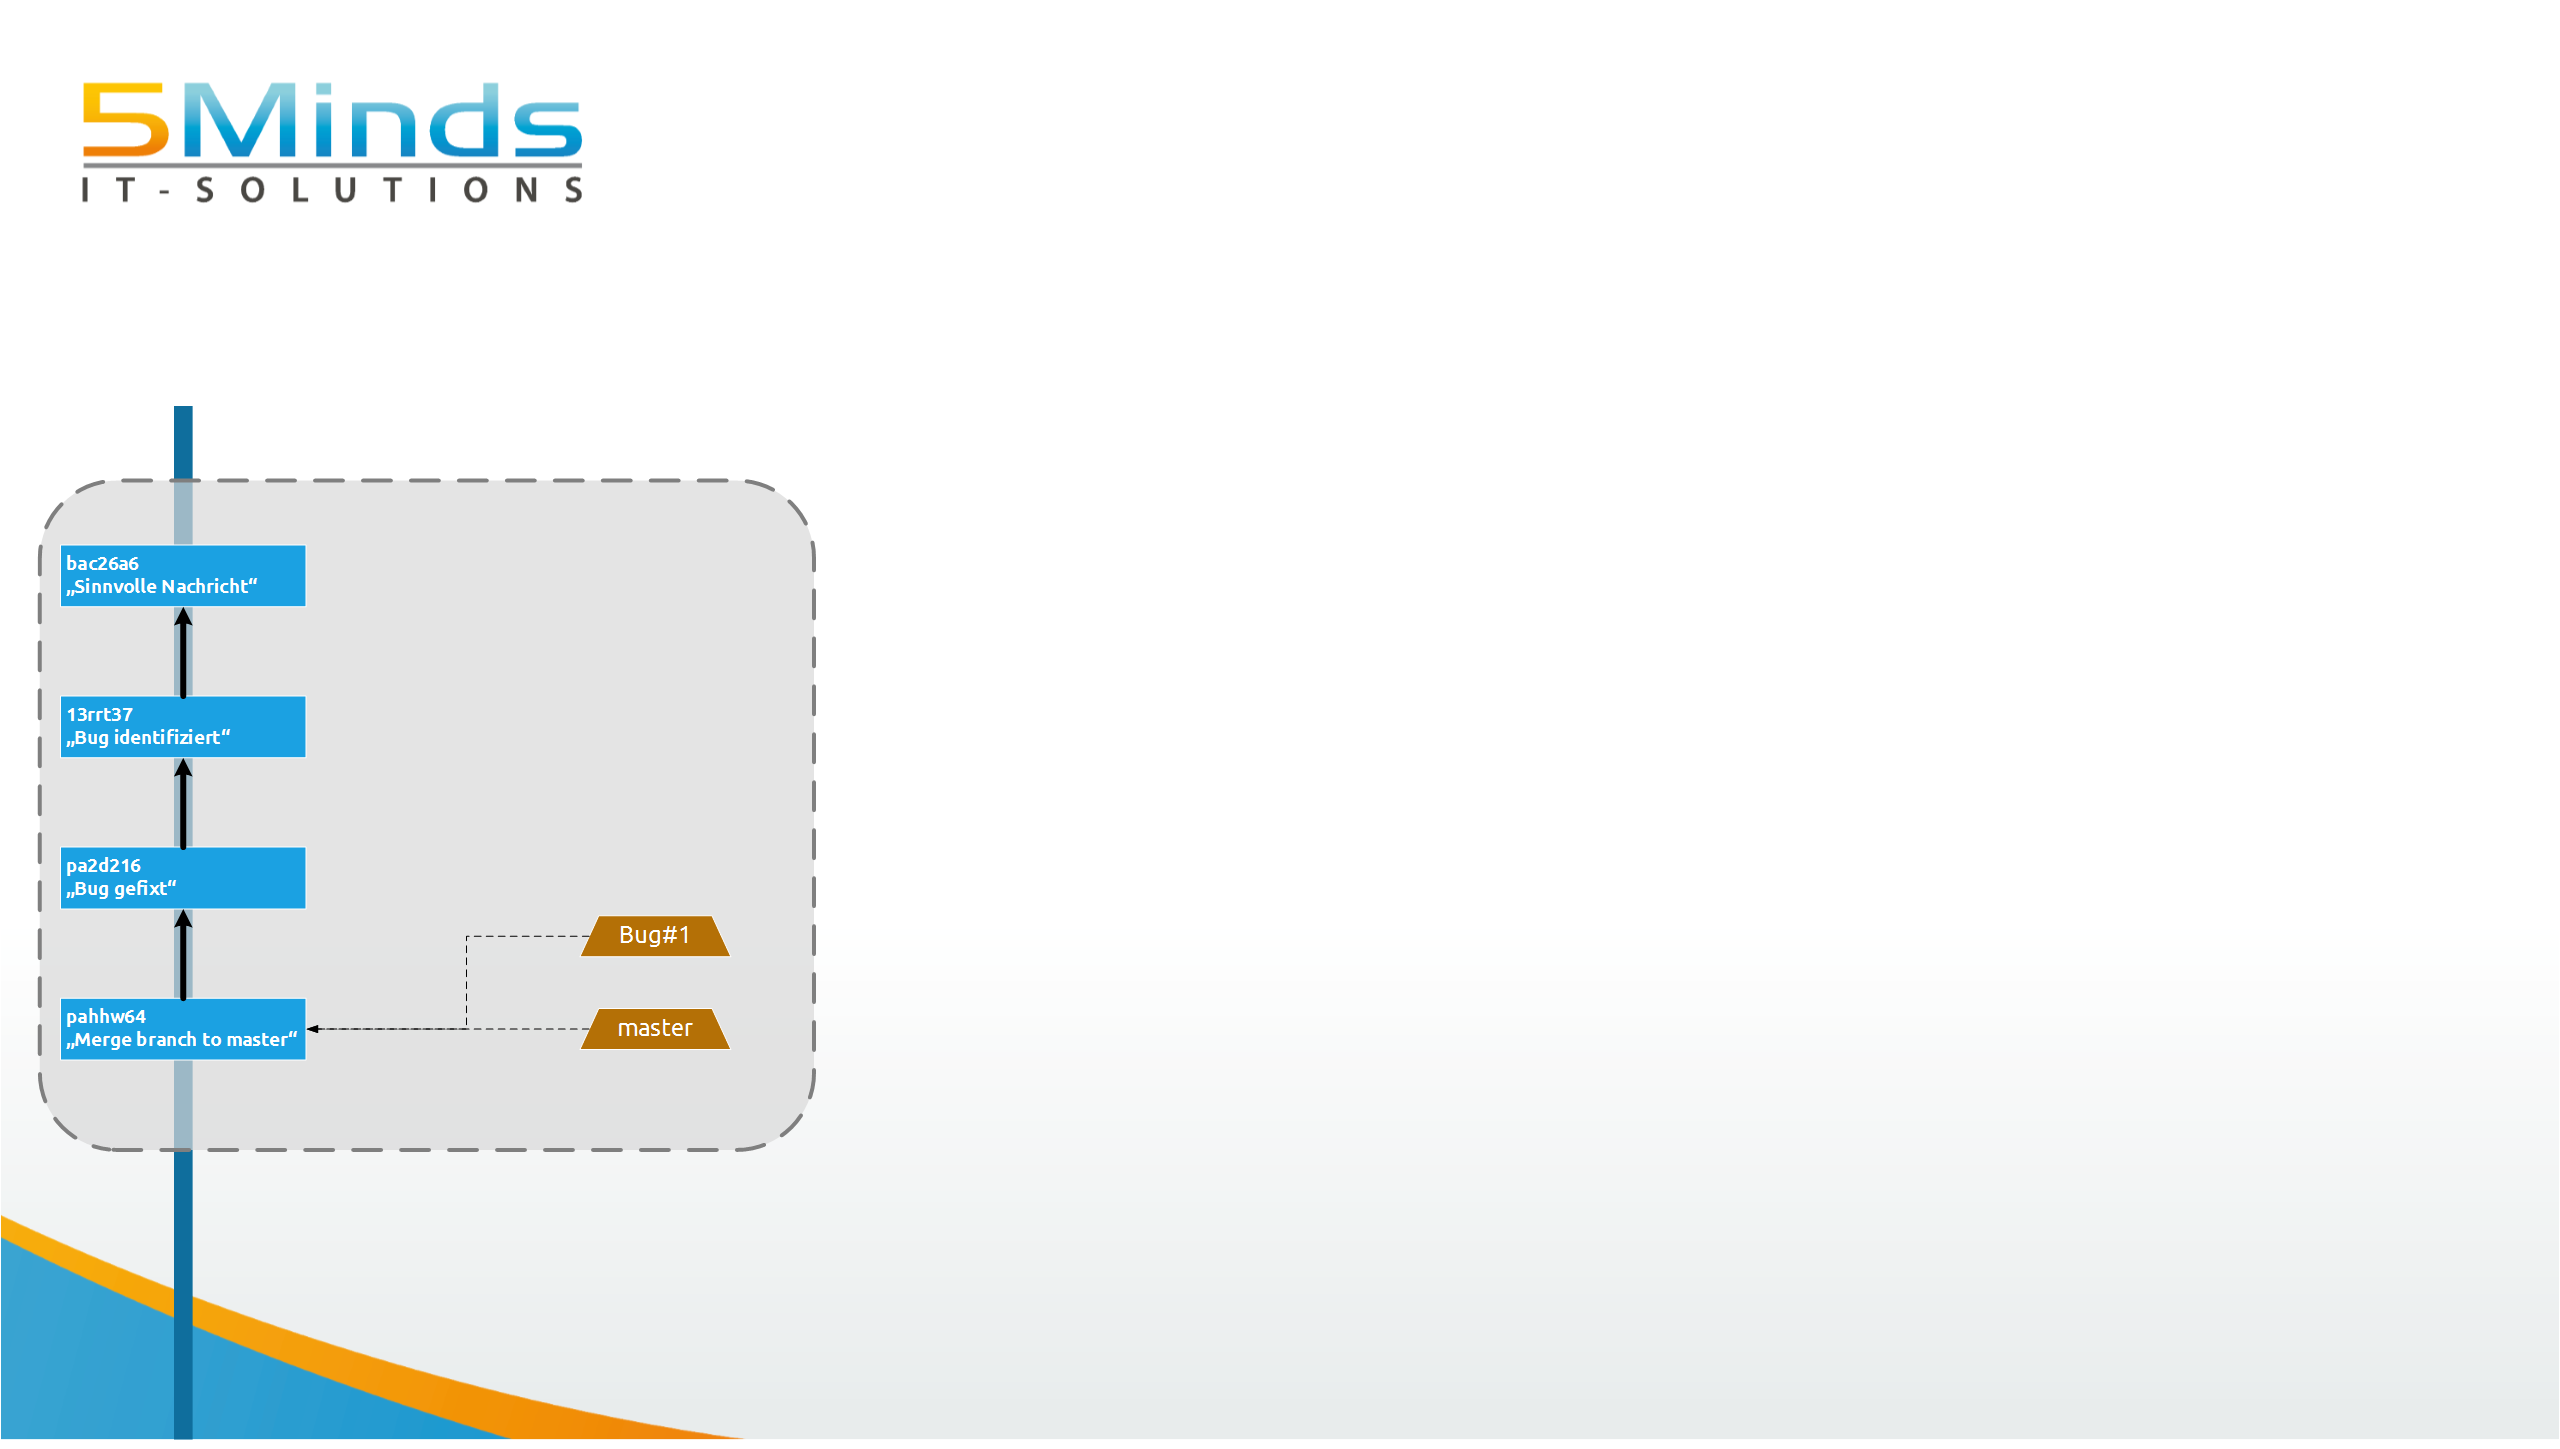 5Minds
IT-SOLUTIONS
bac26a6
„Sinnvolle Nachricht“
13rrt37
„Bug identifiziert“
pa2d216
„Bug gefixt“
Bug#1
pahhw64
„Merge branch to master“
master